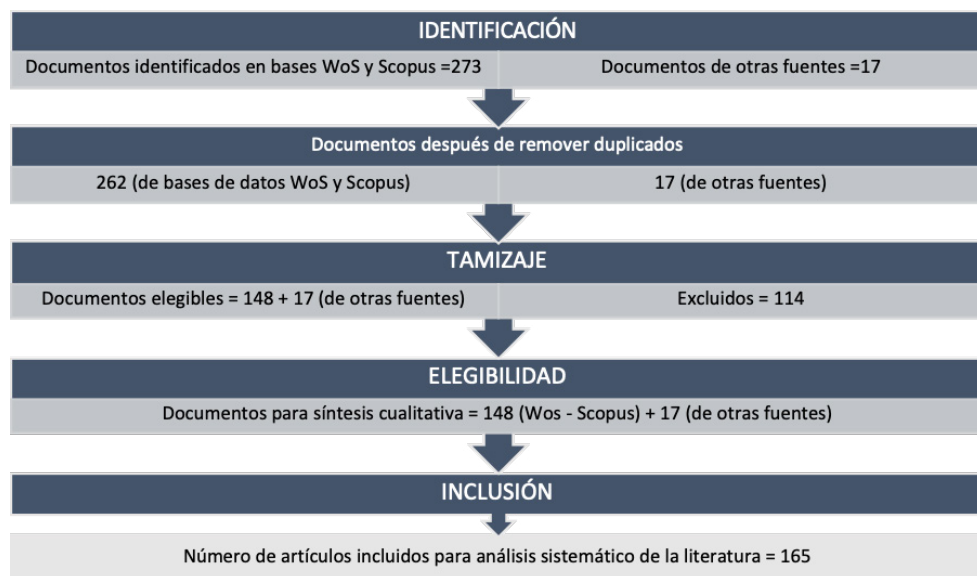 IDENTIFICACIÓN
Documentos identificados en bases WoS y Scopus =273
Documentos de otras fuentes =17
Documentos después de remover duplicados
262 (de bases de datos WoS y Scopus)
17 (de otras fuentes)
TAMIZAJE
Documentos elegibles = 148 + 17 (de otras fuentes)
Excluidos = 114
ELEGIBILIDAD
Documentos para síntesis cualitativa = 148 (Wos - Scopus) + 17 (de otras fuentes)
INCLUSIÓN
Número de artículos incluidos para análisis sistemático de la literatura = 165